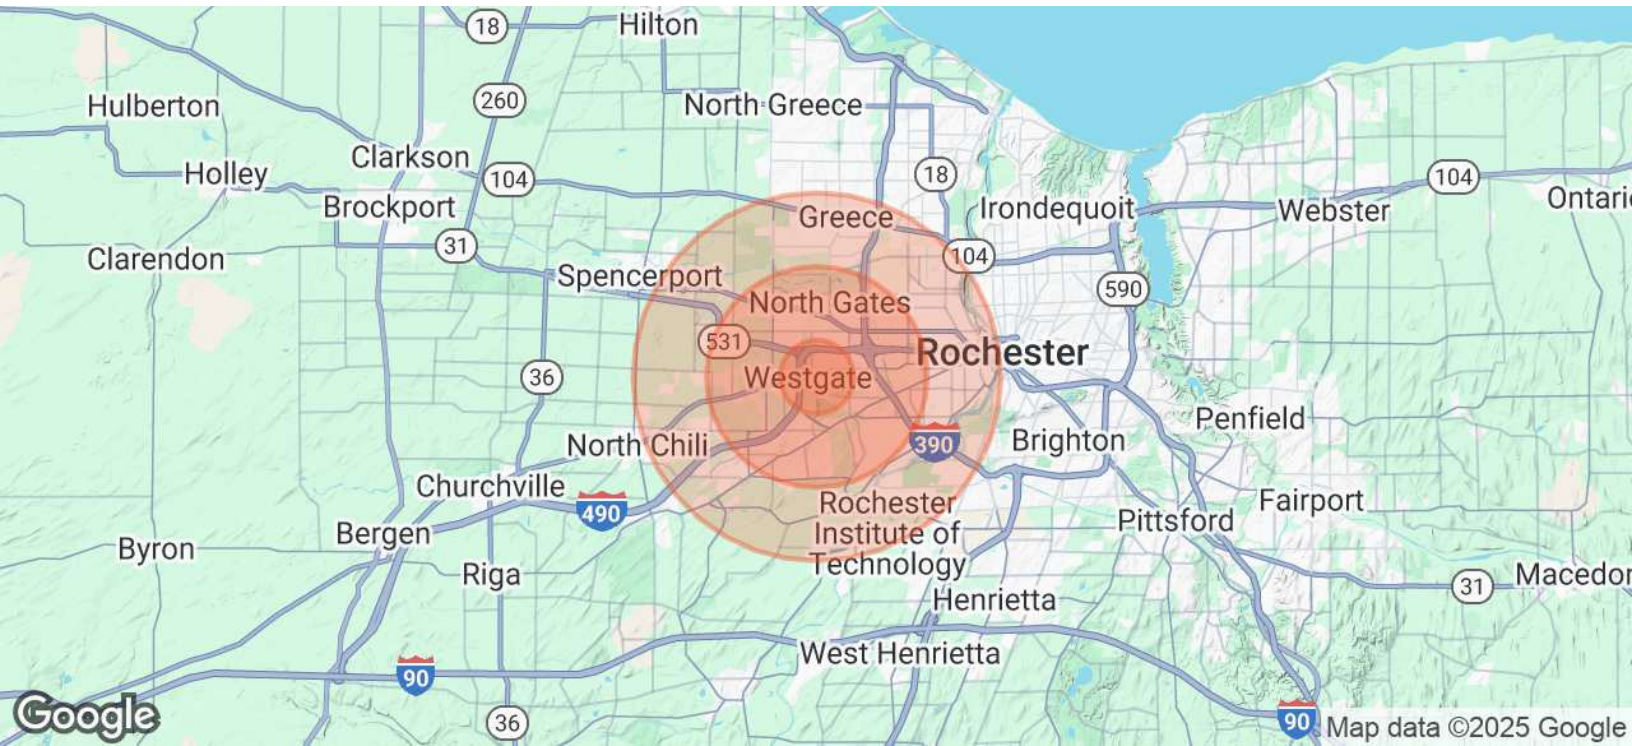 18
Hilton
260
Hulberton
North Greece
Clarkson
Holley
104
18
104
Brockport
Irondequoit
Webster
Ontario
Greece
31
Clarendon
104
Spencerport
590
North Gates
531
Rochester
36
Westgate
Penfield
North Chili
390
Brighton
Churchville
490
Rochester
Institute of
Technology
Fairport
Pittsford
Bergen
Byron
Riga
31
Macedon
Henrietta
West Henrietta
90
Google
36
90
Map data ©2025 Google